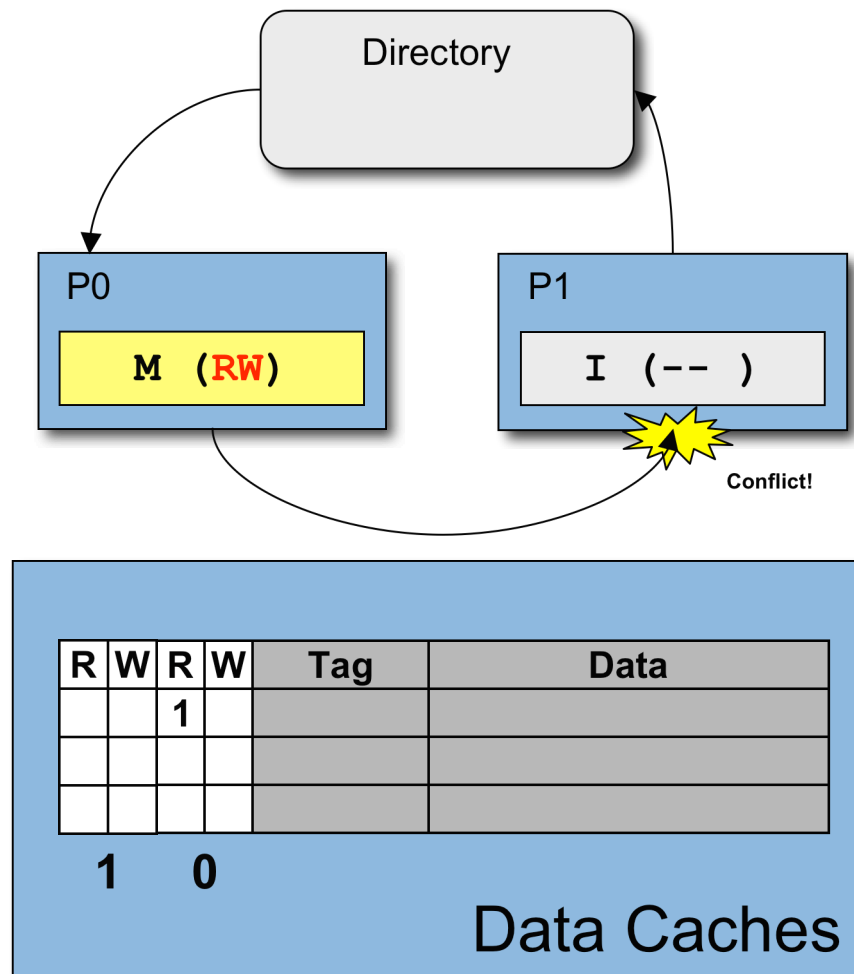 Directory
P0
P1
M (RW)
I (-- )
Conflict!
R W R W Tag Data
1
1 0
Data Caches